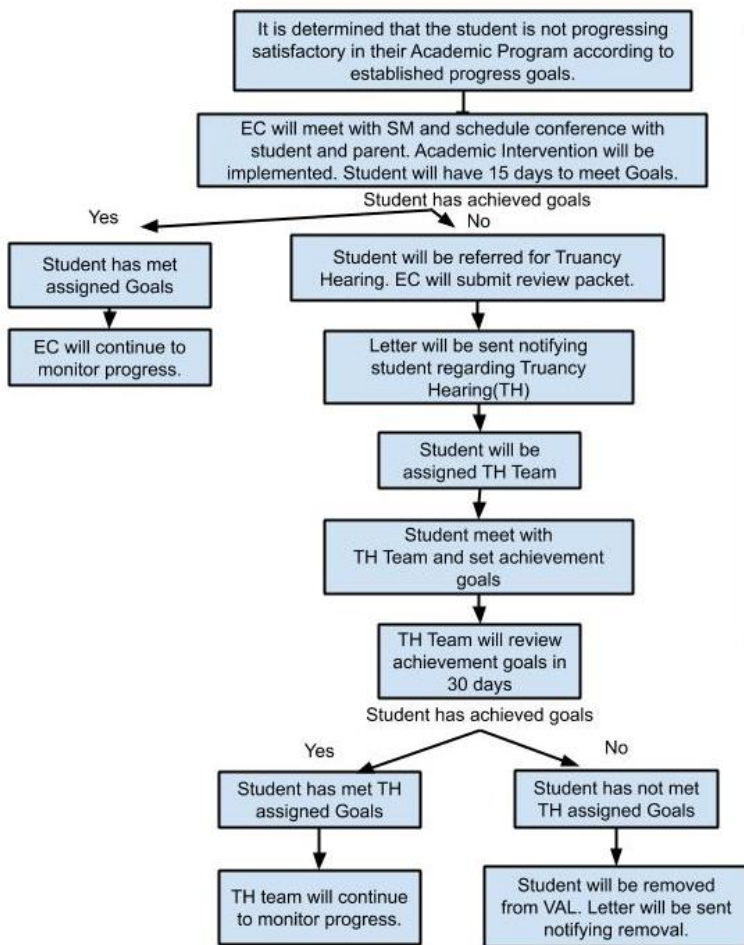 It is determined that the student is not progressing
satisfactory in their Academic Program according to
established progress goals.
EC will meet with SM and schedule conference with
student and parent. Academic Intervention will be
implemented. Student will have 15 days to meet Goals.
Student has achieved goals
Yes
No
Student has met
assigned Goals
EC will continue to
monitor progress.
Student will be referred for Truancy
Hearing. EC will submit review packet.
Letter will be sent notifying
student regarding Truancy
Hearing(TH)
Student will be
assigned TH Team
Student meet with
TH Team and set achievement
goals
TH Team will review
achievement goals in
30 days
Student has achieved goals
Yes
No
Student has met TH
assigned Goals
Student has not met
TH assigned Goals
TH team will continue
to monitor progress.
Student will be removed
from VAL. Letter will be sent
notifying removal.